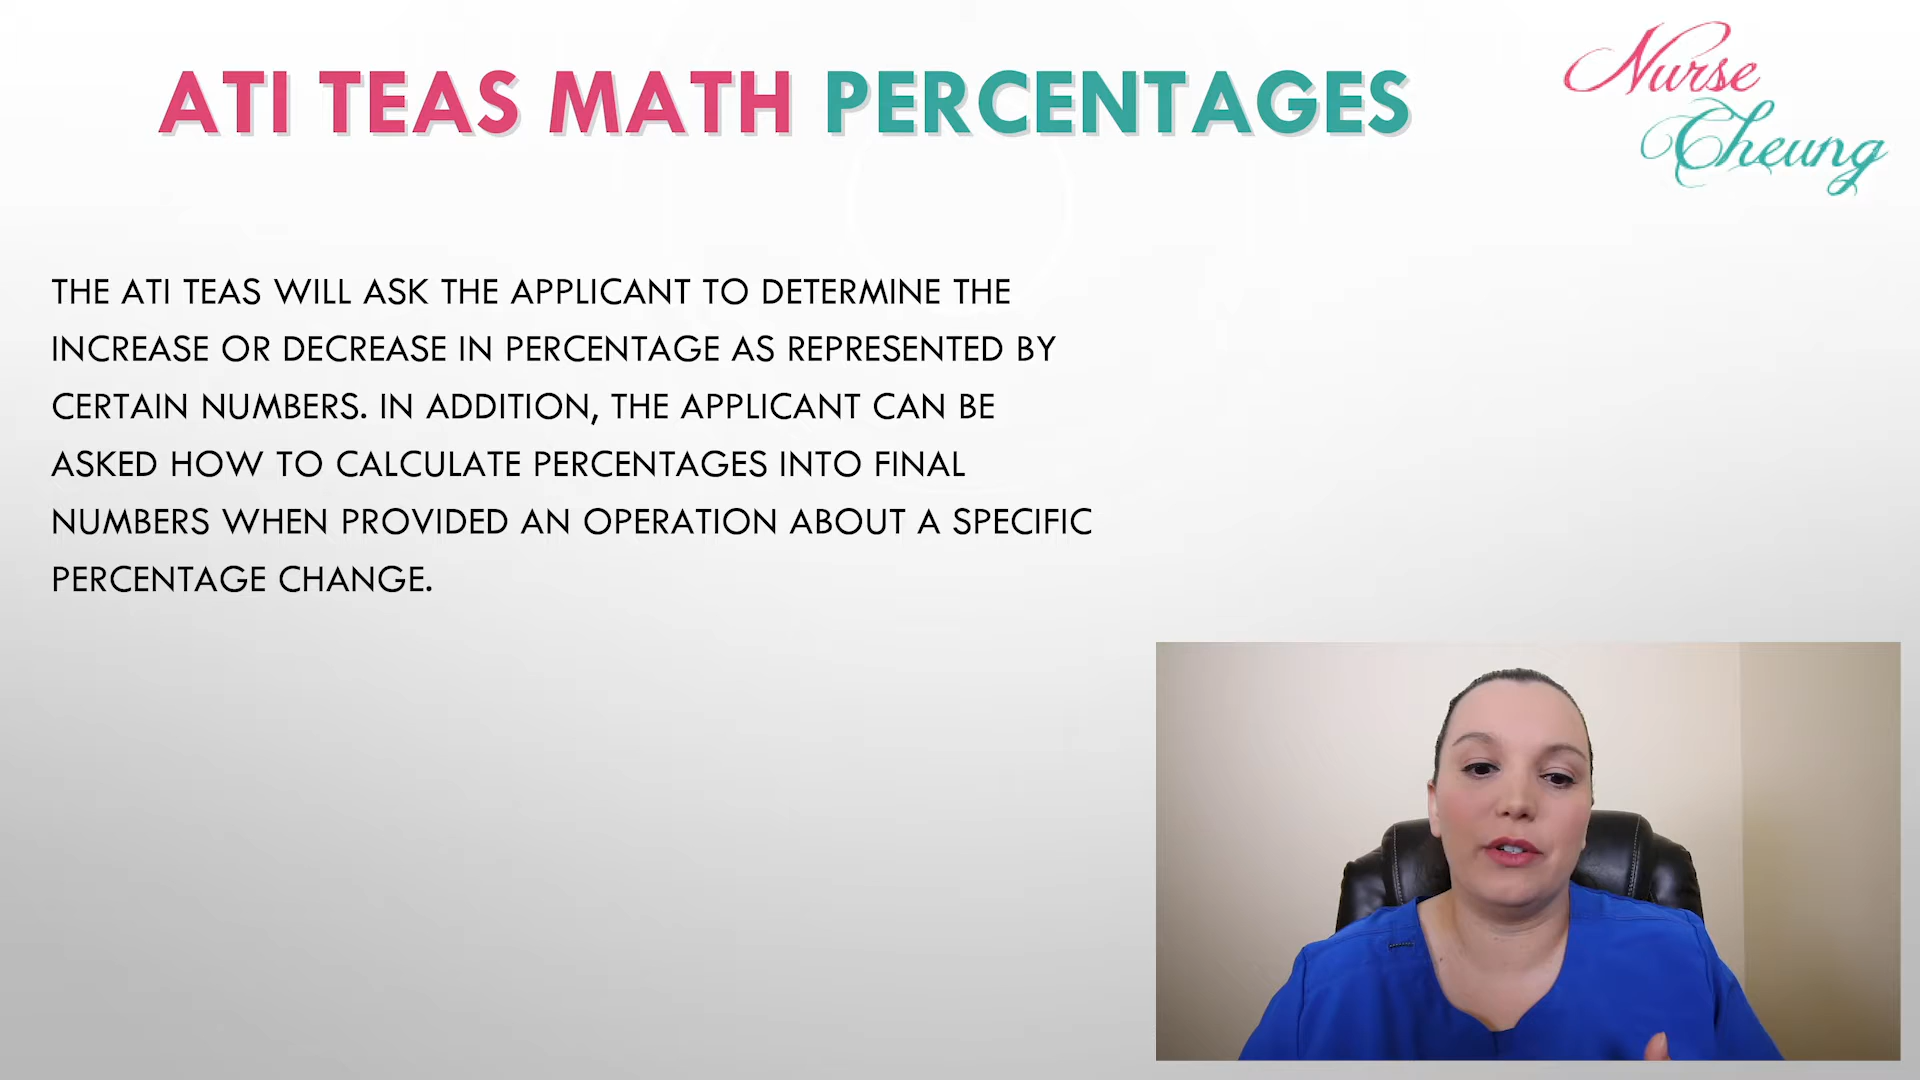 ATI TEAS MATH PERCENTAGES
Nurse
Cheung
THE ATI TEAS WILL ASK THE APPLICANT TO DETERMINE THE
INCREASE OR DECREASE IN PERCENTAGE AS REPRESENTED BY
CERTAIN NUMBERS. IN ADDITION, THE APPLICANT CAN BE
ASKED HOW TO CALCULATE PERCENTAGES INTO FINAL
NUMBERS WHEN PROVIDED AN OPERATION ABOUT A SPECIFIC
PERCENTAGE CHANGE.